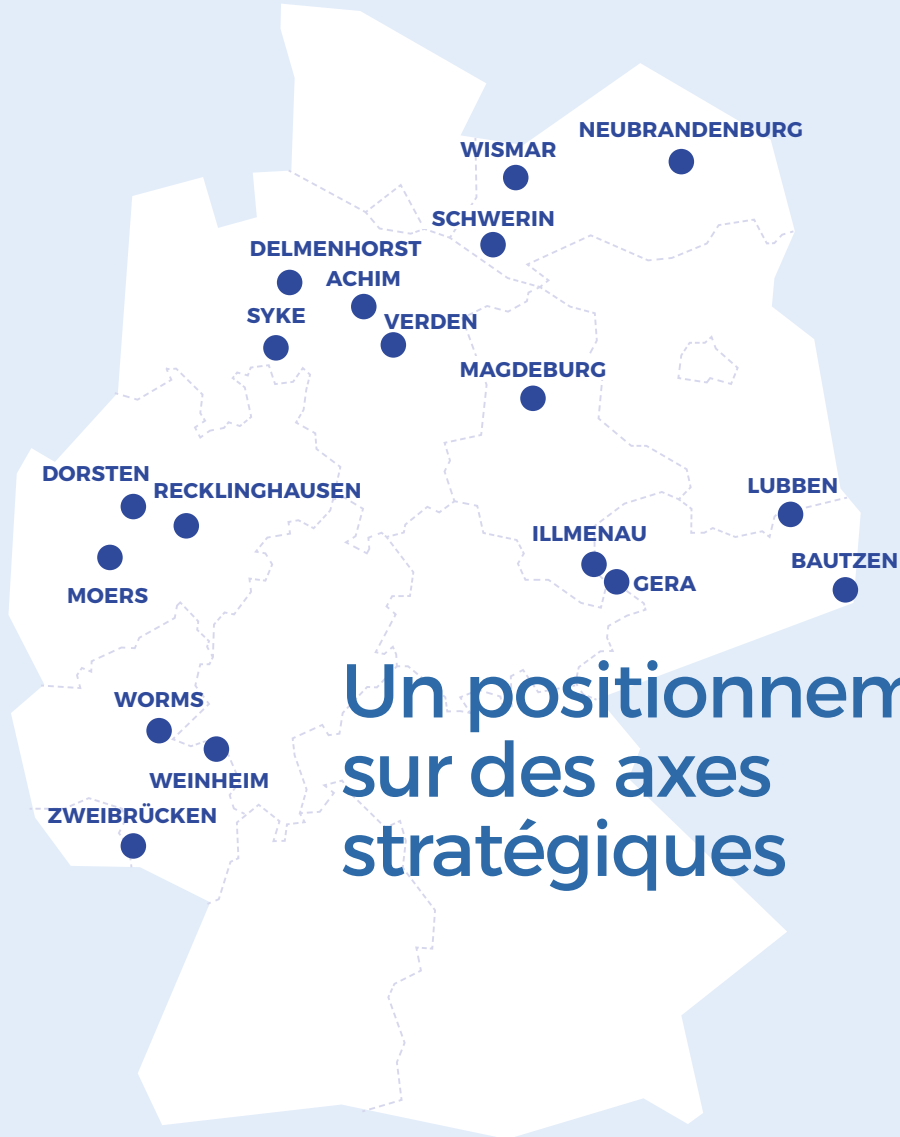 NEUBRANDENBURG
WISMAR
SCHWERIN
DELMENHORST
ACHIM
SYKE
VERDEN
MAGDEBURG
DORSTEN
RECKLINGHAUSEN
LUBBEN
ILLMENAU
BAUTZEN
GERA
MOERS
Un positionnem
sur des axes
stratégiques
WORMS
WEINHEIM
ZWEIBRÜCKEN